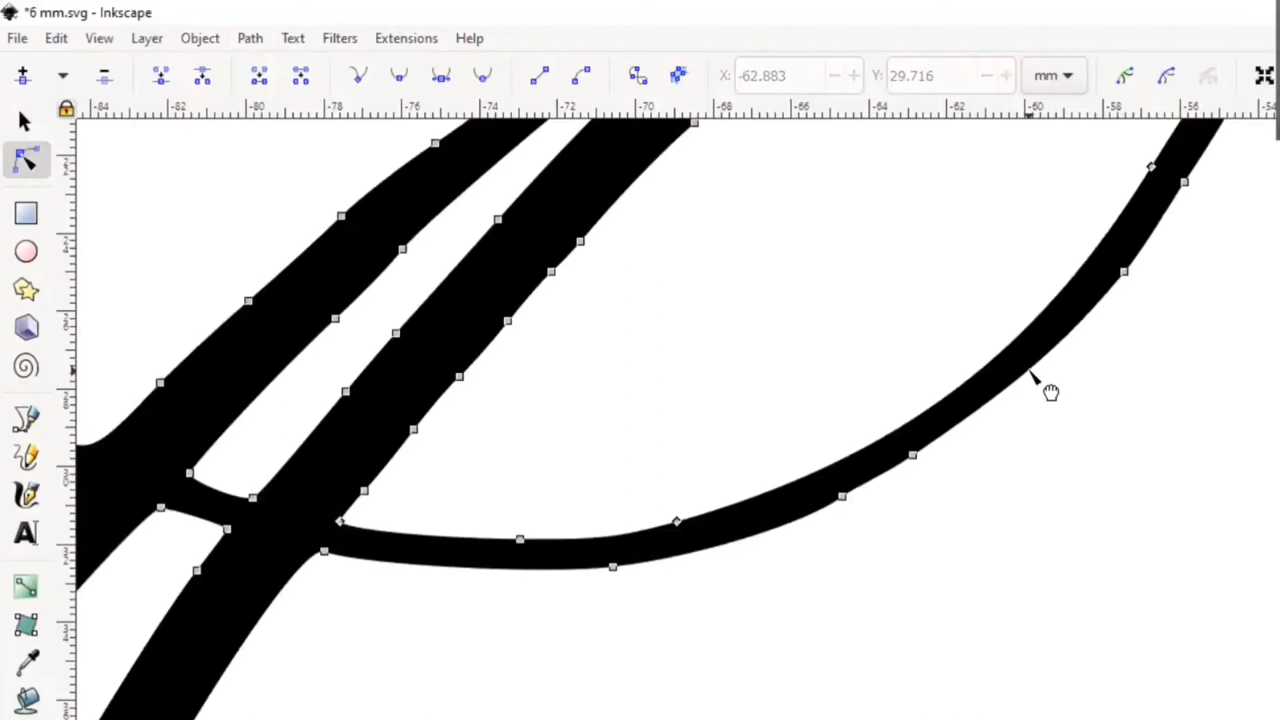 *6 mm.svg - Inkscape
File Edit View Layer Object Path Text Filters Extensions Help
X: -62.883 Y: 29.716 mm
-84 -82 -80 -78 -76 -74 -72 -70 -68 -66 -64 -62 -60 -58 -56 -54